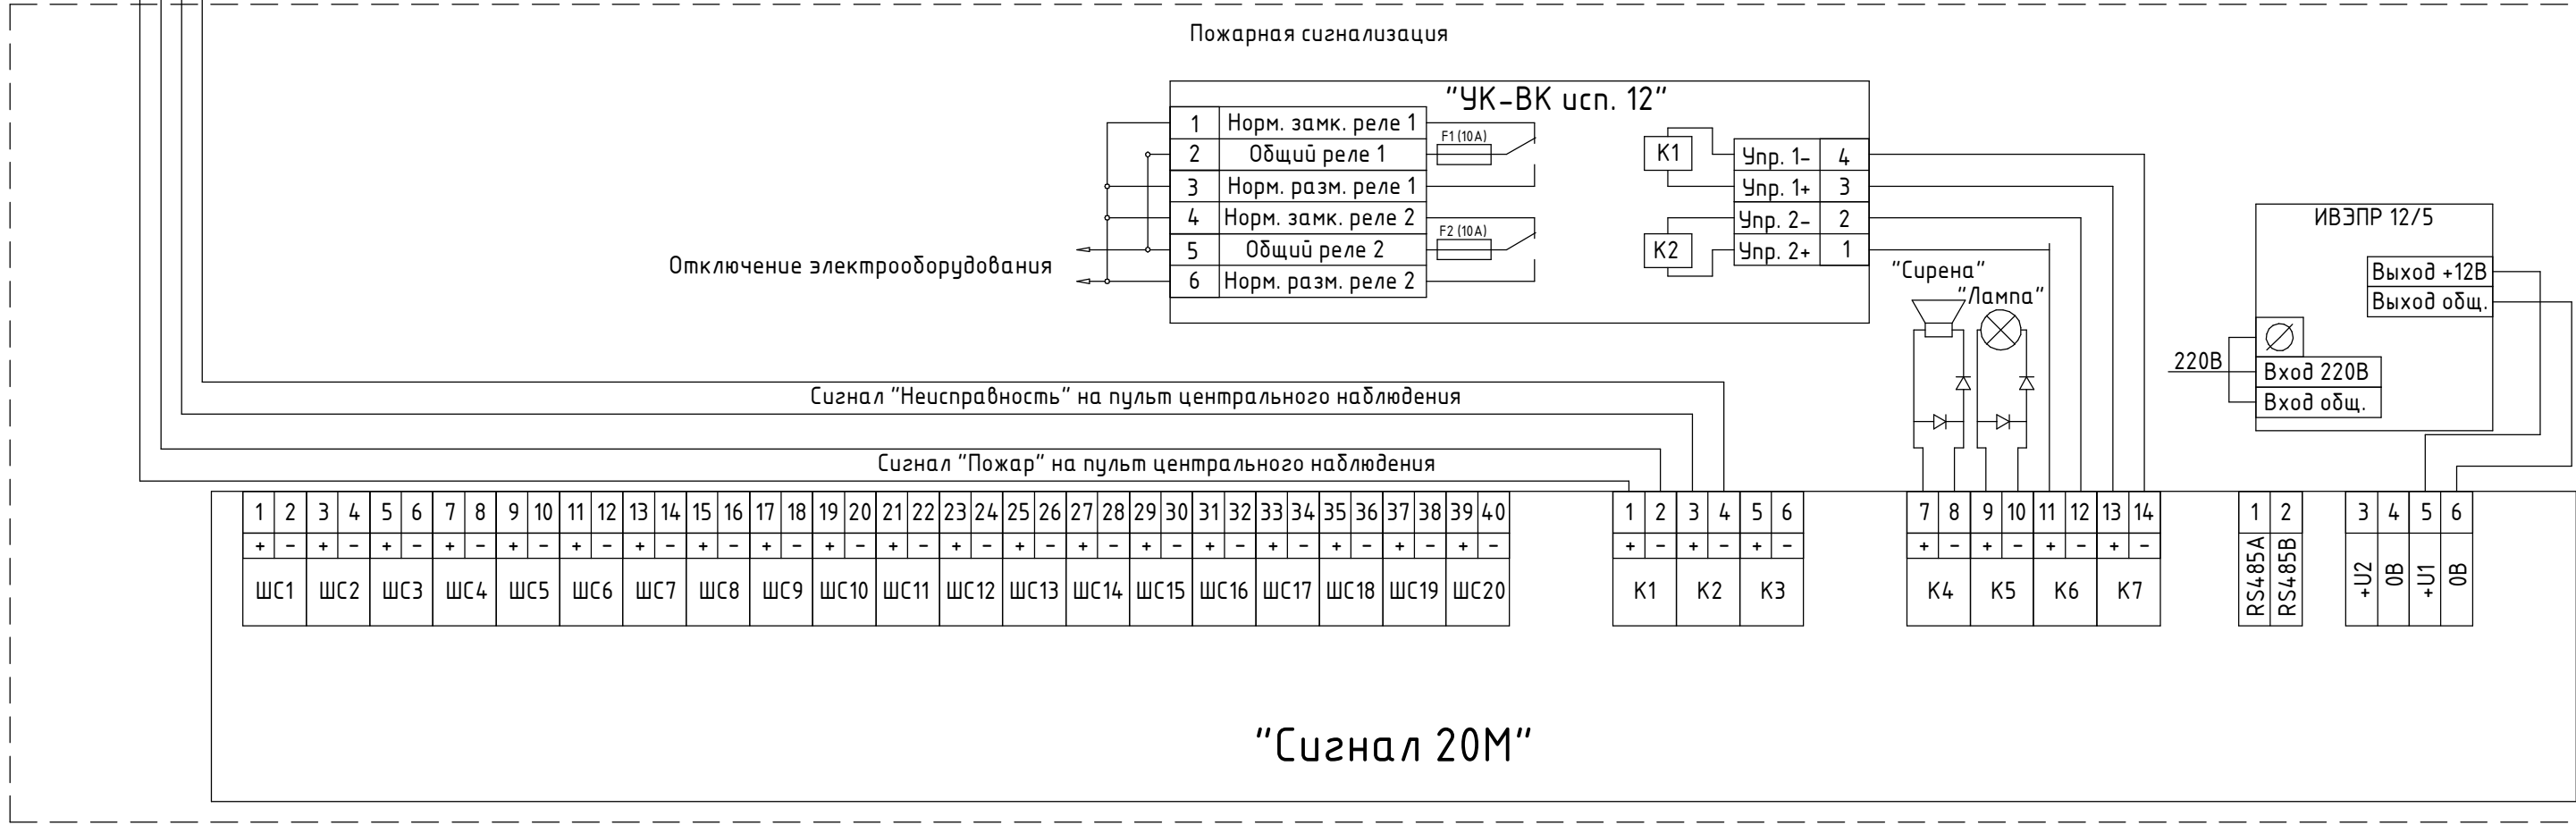 Пожарная сигнализация
"УК-ВК исп. 12"
1 Норм. замк. реле 1
2 Общий реле 1
3 Норм. разм. реле 1
4 Норм. замк. реле 2
5 Общий реле 2
6 Норм. разм. реле 2
F1 (10А)
F2 (10А)
К1
К2
Упр. 1- 4
Упр. 1+ 3
Упр. 2- 2
Упр. 2+ 1
Отключение электрооборудования
"Сирена"
"Лампа"
ИВЭПР 12/5
Выход +12В
Выход общ.
220В
Вход 220В
Вход общ.
Сигнал "Неисправность" на пульт центрального наблюдения
Сигнал "Пожар" на пульт центрального наблюдения
1 2 3 4 5 6 7 8 9 10 11 12 13 14 15 16 17 18 19 20 21 22 23 24 25 26 27 28 29 30 31 32 33 34 35 36 37 38 39 40 1 2 3 4 5 6 7 8 9 10 11 12 13 14 1 2 3 4 5 6
+ - + - + - + - + - + - + - + - + - + - + - + - + - + - + - + - + - + - + - + - + - + - + - + - + - + - + -
ШС1 ШС2 ШС3 ШС4 ШС5 ШС6 ШС7 ШС8 ШС9 ШС10 ШС11 ШС12 ШС13 ШС14 ШС15 ШС16 ШС17 ШС18 ШС19 ШС20 К1 К2 К3 К4 К5 К6 К7 RS485A RS485B +U2 0В +U1 0В
"Сигнал 20М"